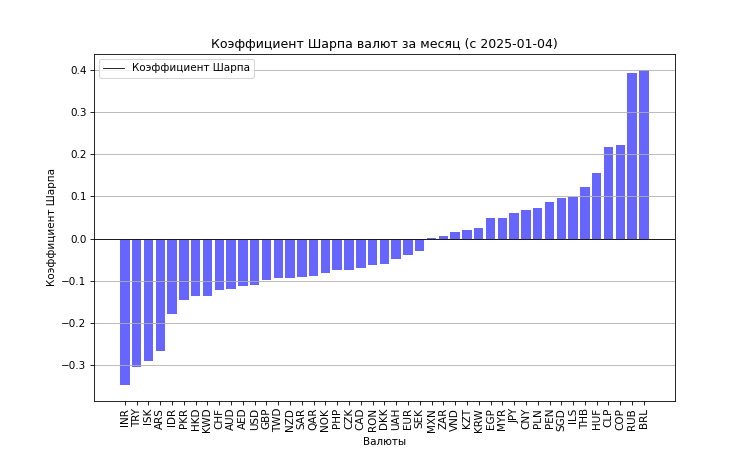 Коэффициент Шарпа валют за месяц (с 2025-01-04)
Коэффициент Шарпа
0.4
0.3
0.2
0.1
0.0
−0.1
−0.2
−0.3
Коэффициент Шарпа
INR TRY ISK ARS IDR PKR HKD KWD CHF AUD AED USD GBP TWD NZD SAR QAR NOK PHP CZK CAD RON DKK UAH EUR SEK MXN ZAR VND KZT KRW EGP MYR JPY CNY PLN PEN SGD ILS THB HUF CLP COP RUB BRL
Валюты